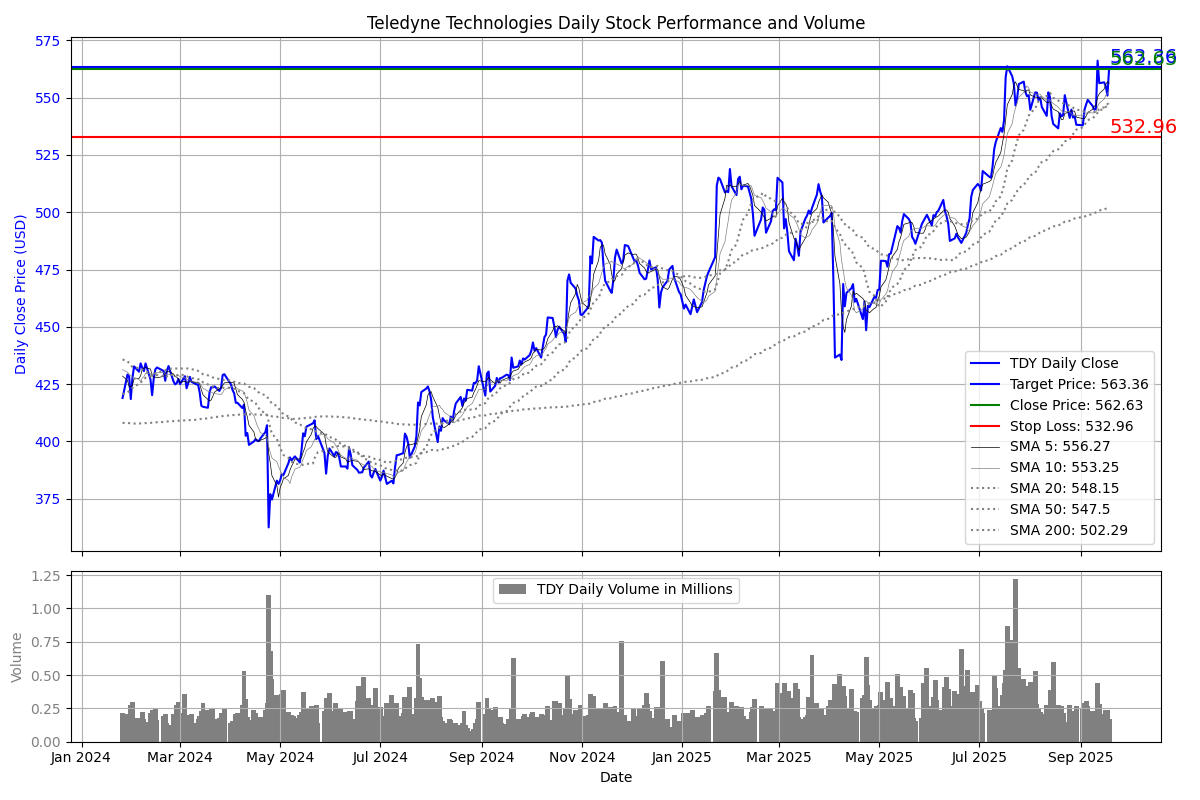 Teledyne Technologies Daily Stock Performance and Volume
Daily Close Price (USD)
575
550
525
500
475
450
425
400
375
563.36
562.63
532.96
TDY Daily Close
Target Price: 563.36
Close Price: 562.63
Stop Loss: 532.96
SMA 5: 556.27
SMA 10: 553.25
SMA 20: 548.15
SMA 50: 547.5
SMA 200: 502.29
Volume
1.25
1.00
0.75
0.50
0.25
0.00
TDY Daily Volume in Millions
Jan 2024 Mar 2024 May 2024 Jul 2024 Sep 2024 Nov 2024 Jan 2025 Mar 2025 May 2025 Jul 2025 Sep 2025
Date